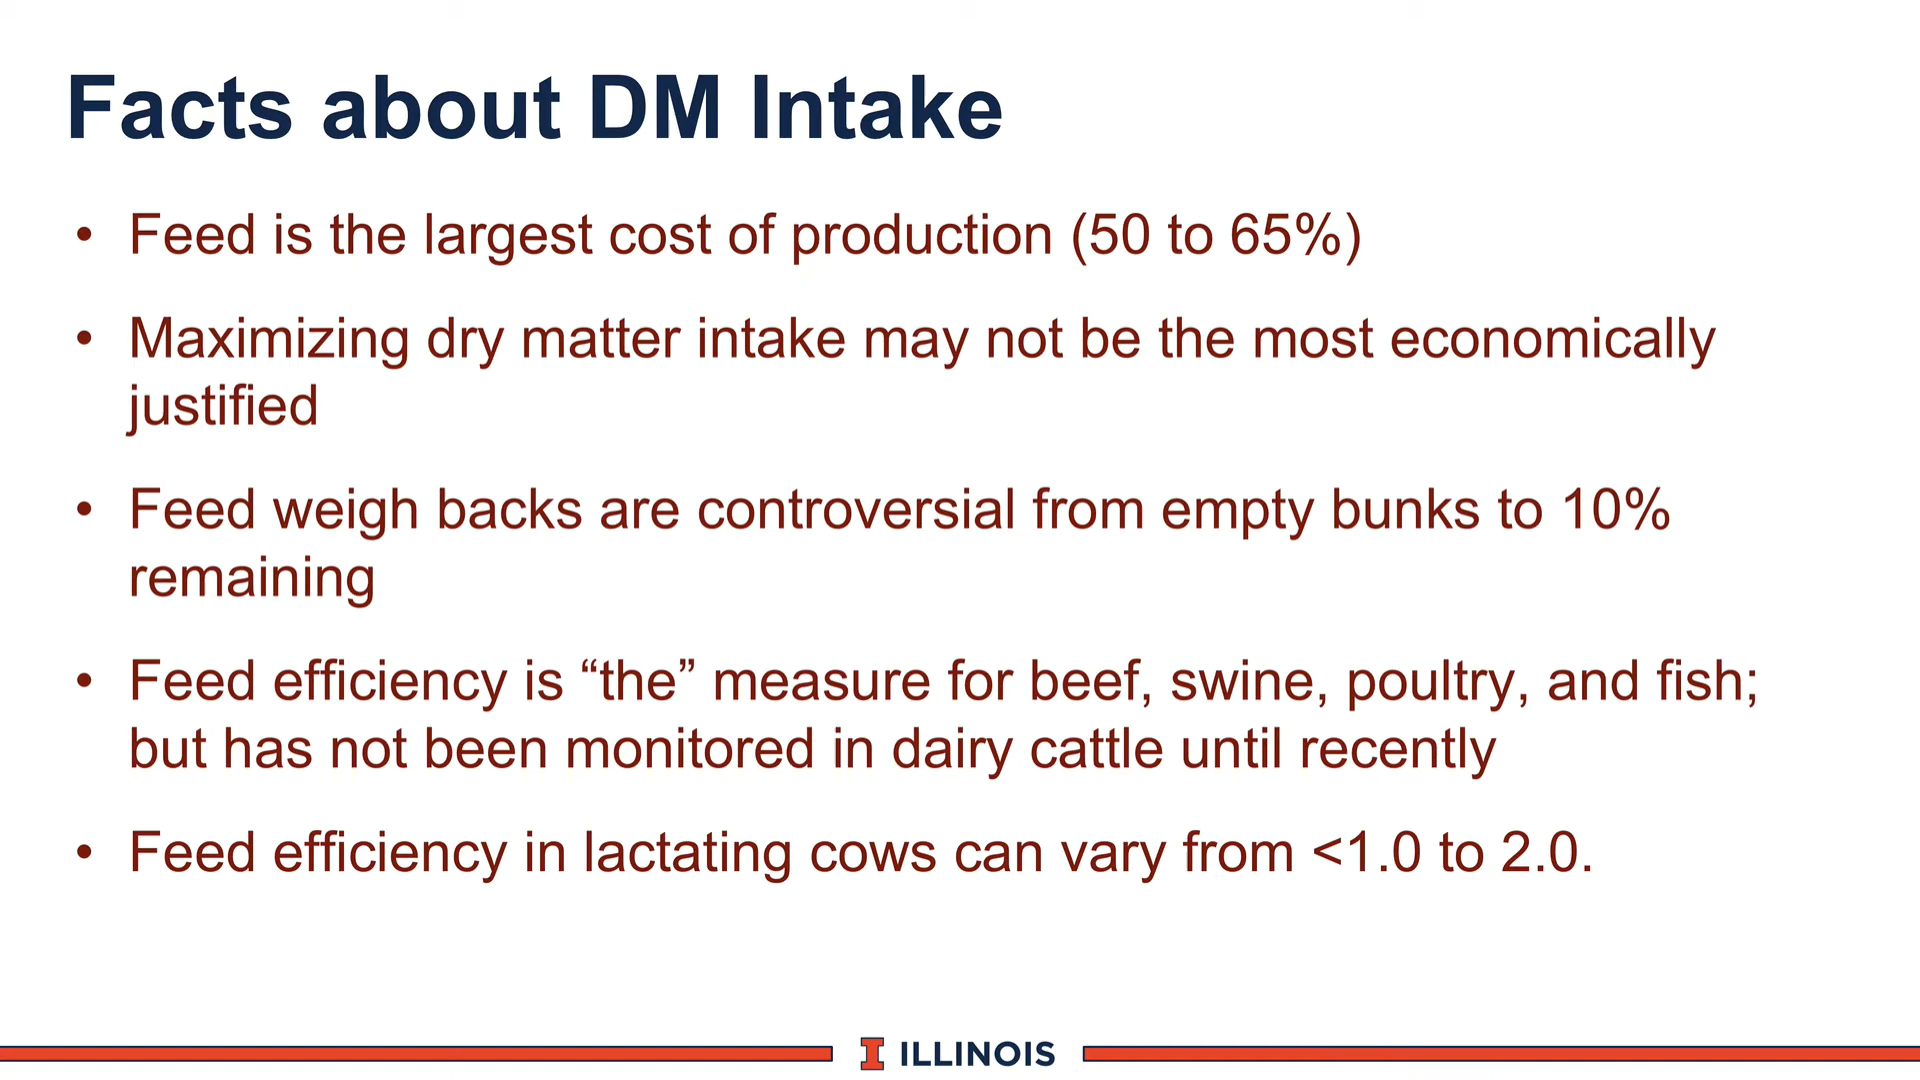 Facts about DM Intake
• Feed is the largest cost of production (50 to 65%)
• Maximizing dry matter intake may not be the most economically
justified
• Feed weigh backs are controversial from empty bunks to 10%
remaining
• Feed efficiency is “the” measure for beef, swine, poultry, and fish;
but has not been monitored in dairy cattle until recently
• Feed efficiency in lactating cows can vary from <1.0 to 2.0.
I ILLINOIS